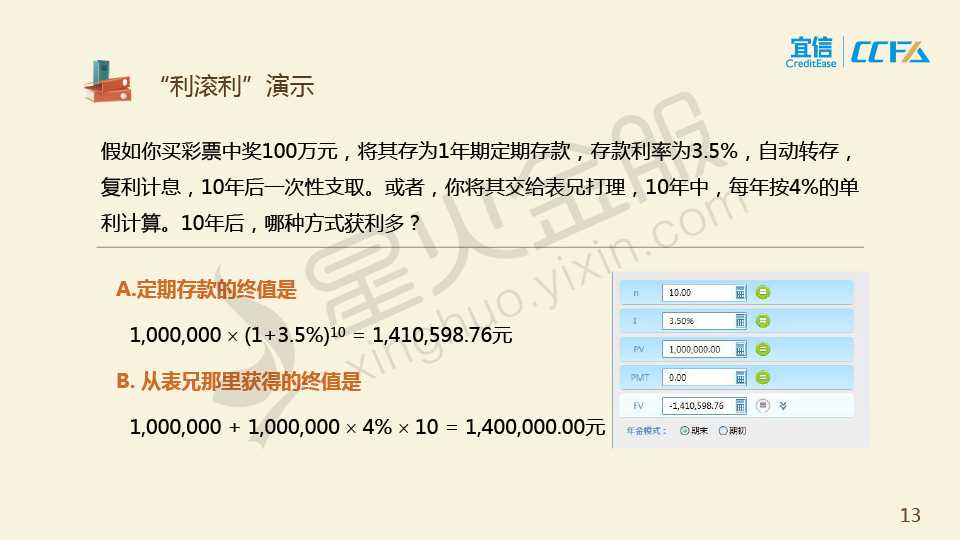 宜信
CreditEase
CCFA
“利滚利”演示
假如你买彩票中奖100万元，将其存为1年期定期存款，存款利率为3.5%，自动转存，
复利计息，10年后一次性支取。或者，你将其交给表兄打理，10年中，每年按4%的单
利计算。10年后，哪种方式获利多？
A.定期存款的终值是
1,000,000 × (1+3.5%)¹⁰ = 1,410,598.76元
B. 从表兄那里获得的终值是
1,000,000 + 1,000,000 × 4% × 10 = 1,400,000.00元
n 10.00
I 3.50%
PV 1,000,000.00
PMT 0.00
FV -1,410,598.76
年金模式： 期末 期初
星火金服
xinghuo.yixin.com
13